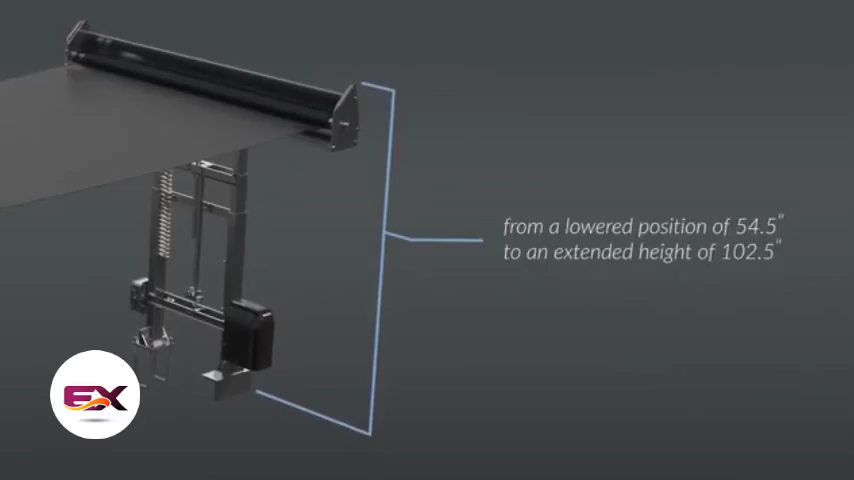 from a lowered position of 54.5"
to an extended height of 102.5"
EX